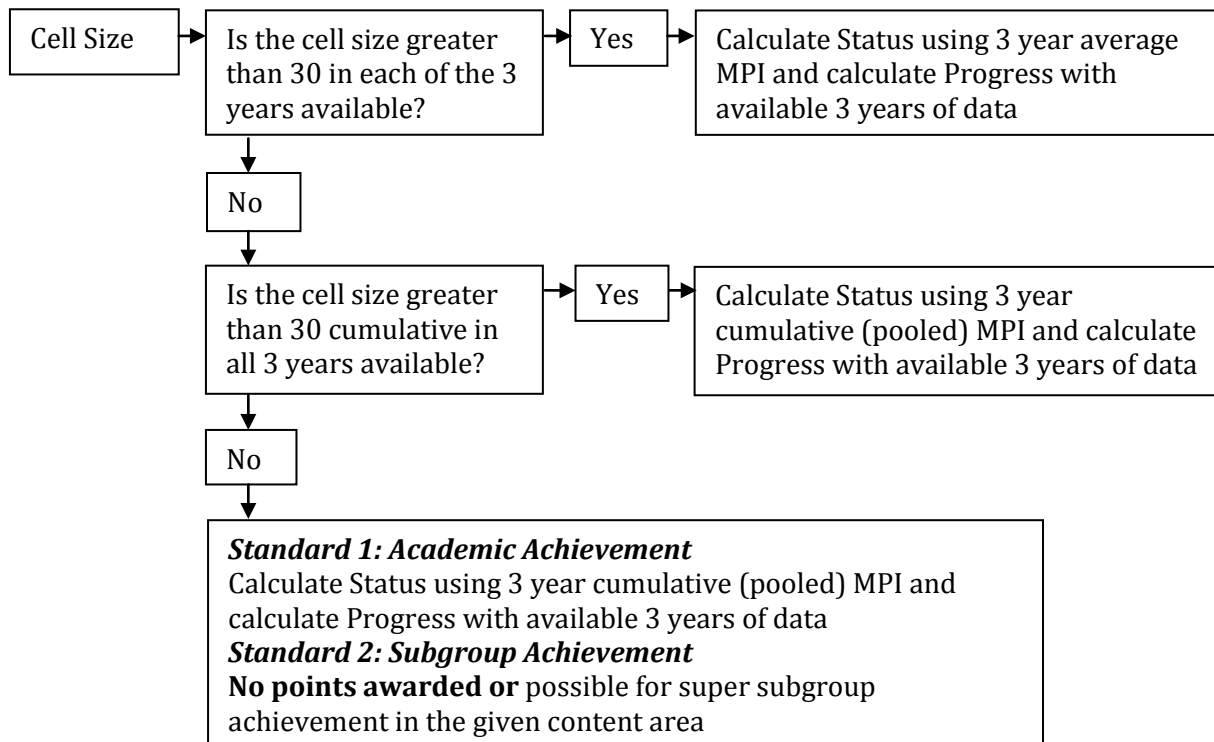 Cell Size
Is the cell size greater
than 30 in each of the 3
years available?
Yes
Calculate Status using 3 year average
MPI and calculate Progress with
available 3 years of data
No
Is the cell size greater
than 30 cumulative in
all 3 years available?
Yes
Calculate Status using 3 year
cumulative (pooled) MPI and calculate
Progress with available 3 years of data
No
Standard 1: Academic Achievement
Calculate Status using 3 year cumulative (pooled) MPI and
calculate Progress with available 3 years of data
Standard 2: Subgroup Achievement
No points awarded or possible for super subgroup
achievement in the given content area